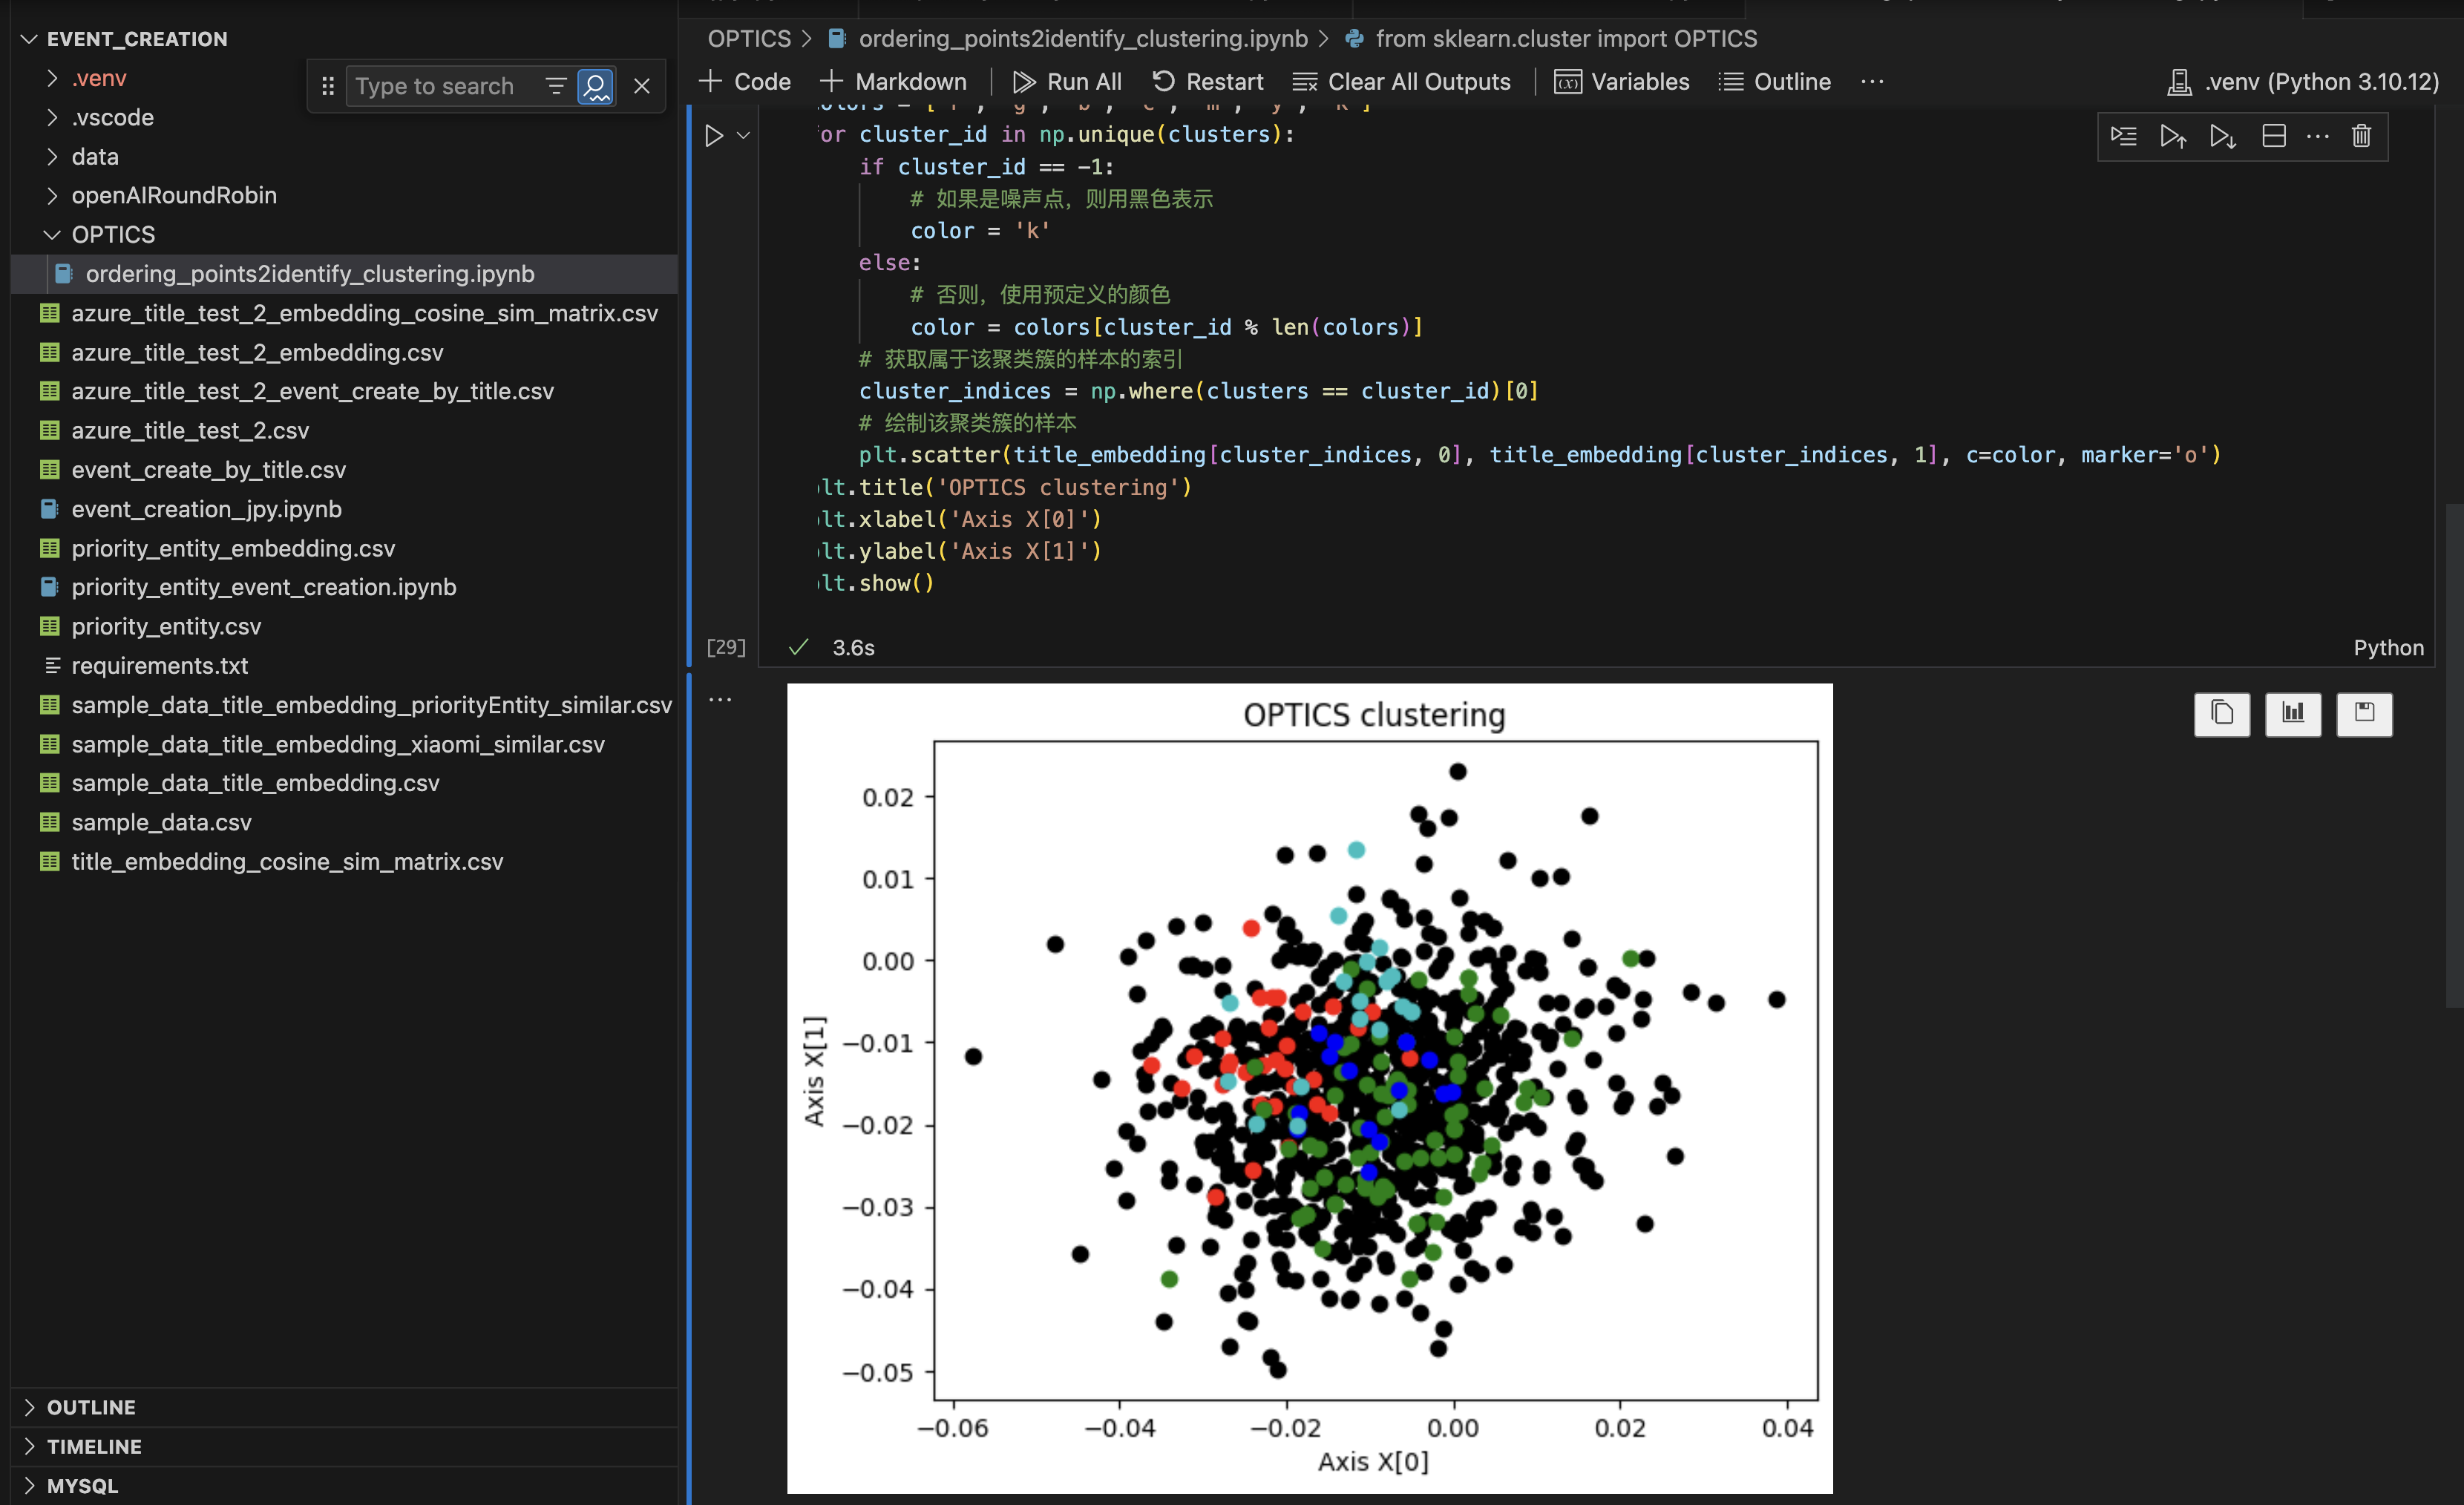 EVENT_CREATION
.venv
.vscode
data
openAIRoundRobin
OPTICS
ordering_points2identify_clustering.ipynb
azure_title_test_2_embedding_cosine_sim_matrix.csv
azure_title_test_2_embedding.csv
azure_title_test_2_event_create_by_title.csv
azure_title_test_2.csv
event_create_by_title.csv
event_creation_jpy.ipynb
priority_entity_embedding.csv
priority_entity_event_creation.ipynb
priority_entity.csv
requirements.txt
sample_data_title_embedding_priorityEntity_similar.csv
sample_data_title_embedding_xiaomi_similar.csv
sample_data_title_embedding.csv
sample_data.csv
title_embedding_cosine_sim_matrix.csv
OUTLINE
TIMELINE
MYSQL
Type to search
OPTICS > ordering_points2identify_clustering.ipynb > from sklearn.cluster import OPTICS
+ Code + Markdown Run All Restart Clear All Outputs Variables Outline ... .venv (Python 3.10.12)
or cluster_id in np.unique(clusters):
if cluster_id == -1:
# 如果是噪声点，则用黑色表示
color = 'k'
else:
# 否则，使用预定义的颜色
color = colors[cluster_id % len(colors)]
# 获取属于该聚类簇的样本的索引
cluster_indices = np.where(clusters == cluster_id)[0]
# 绘制该聚类簇的样本
plt.scatter(title_embedding[cluster_indices, 0], title_embedding[cluster_indices, 1], c=color, marker='o')
lt.title('OPTICS clustering')
lt.xlabel('Axis X[0]')
lt.ylabel('Axis X[1]')
lt.show()
[29] 3.6s Python
OPTICS clustering
0.02
0.01
0.00
−0.01
−0.02
−0.03
−0.04
−0.05
Axis X[1]
−0.06 −0.04 −0.02 0.00 0.02 0.04
Axis X[0]